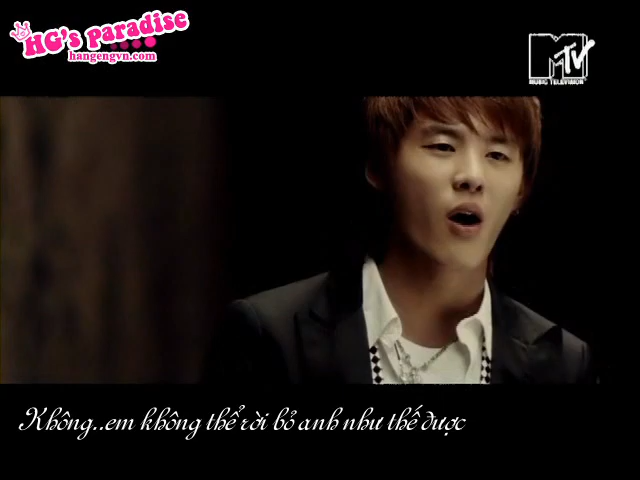 HG's paradise
hangengvn.com
MTV
MUSIC TELEVISION
Không..em không thể rời bỏ anh như thế được